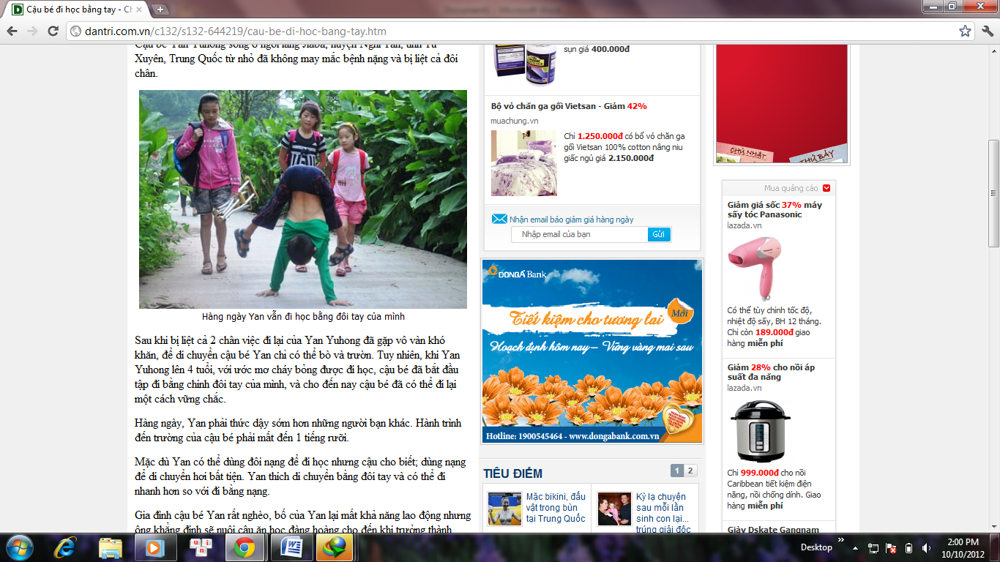 Cậu bé đi học bằng tay - Ch
dantri.com.vn/c132/s132-644219/cau-be-di-hoc-bang-tay.htm
Cậu bé Yan Yuhong sống ở ngôi làng Jiaba, huyện Nghi Tân, tỉnh Tứ
Xuyên, Trung Quốc từ nhỏ đã không may mắc bệnh nặng và bị liệt cả đôi
chân.
Hàng ngày Yan vẫn đi học bằng đôi tay của mình
Sau khi bị liệt cả 2 chân việc đi lại của Yan Yuhong đã gặp vô vàn khó
khăn, để di chuyển cậu bé Yan chỉ có thể bò và trườn. Tuy nhiên, khi Yan
Yuhong lên 4 tuổi, với ước mơ cháy bỏng được đi học, cậu bé đã bắt đầu
tập đi bằng chính đôi tay của mình, và cho đến nay cậu bé đã có thể đi lại
một cách vững chắc.
Hàng ngày, Yan phải thức dậy sớm hơn những người bạn khác. Hành trình
đến trường của cậu bé phải mất đến 1 tiếng rưỡi.
Mặc dù Yan có thể dùng đôi nạng để đi học nhưng cậu cho biết; dùng nạng
để di chuyển hơi bất tiện. Yan thích di chuyển bằng đôi tay và có thể đi
nhanh hơn so với đi bằng nạng.
Gia đình cậu bé Yan rất nghèo, bố của Yan lại mất khả năng lao động nhưng
ông khẳng định sẽ nuôi cậu ăn học đàng hoàng cho đến khi trưởng thành
sụn giá 400.000đ
Bộ vỏ chăn ga gối Vietsan - Giảm 42%
muachung.vn
Chỉ 1.250.000đ có bộ vỏ chăn ga
gối Vietsan 100% cotton nâng niu
giấc ngủ giá 2.150.000đ
Nhận email báo giảm giá hàng ngày
Nhập email của bạn
Gửi
DONGA Bank
Tiết kiệm cho tương lai
Mới
Hoạch định hôm nay – Vững vàng mai sau
Hotline: 1900545464 - www.dongabank.com.vn
TIÊU ĐIỂM
1 2
Mặc bikini, đấu
vật trong bùn
tại Trung Quốc
Kỳ lạ chuyện
sau mỗi lần
sinh con lại...
trúng giải độc
CHỦ NHẬT
THỨ BẢY
Mua quảng cáo
Giảm giá sốc 37% máy
sấy tóc Panasonic
lazada.vn
Có thể tùy chỉnh tốc độ,
nhiệt độ sấy, BH 12 tháng.
Chỉ còn 189.000đ giao
hàng miễn phí
Giảm 28% cho nồi áp
suất đa năng
lazada.vn
Chỉ 999.000đ cho nồi
Caribbean tiết kiệm điện
năng, nồi chống dính. Giao
hàng miễn phí
Giày Dskate Gangnam
Desktop
2:00 PM
10/10/2012